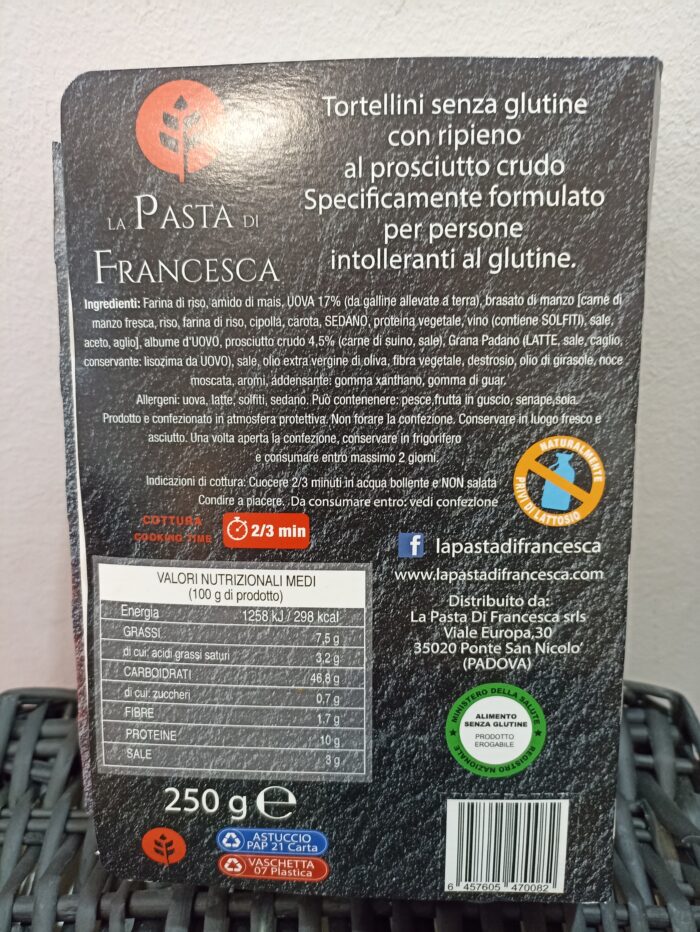 LA PASTA DI
FRANCESCA
Tortellini senza glutine
con ripieno
al prosciutto crudo
Specificamente formulato
per persone
intolleranti al glutine.
Ingredienti: Farina di riso, amido di mais, UOVA 17% (da galline allevate a terra), brasato di manzo [carne di
manzo fresca, riso, farina di riso, cipolla, carota, SEDANO, proteina vegetale, vino (contiene SOLFITI), sale,
aceto, aglio], albume d'UOVO, prosciutto crudo 4,5% (carne di suino, sale), Grana Padano (LATTE, sale, caglio,
conservante: lisozima da UOVO), sale, olio extra vergine di oliva, fibra vegetale, destrosio, olio di girasole, noce
moscata, aromi, addensante: gomma xanthano, gomma di guar.
Allergeni: uova, latte, solfiti, sedano. Può contenenere: pesce,frutta in guscio, senape,soia.
Prodotto e confezionato in atmosfera protettiva. Non forare la confezione. Conservare in luogo fresco e
asciutto. Una volta aperta la confezione, conservare in frigorifero
e consumare entro massimo 2 giorni.
Indicazioni di cottura: Cuocere 2/3 minuti in acqua bollente e NON salata
Condire a piacere. Da consumare entro: vedi confezione
NATURALMENTE
PRIVI DI LATTOSIO
COTTURA
COOKING TIME
2/3 min
lapastadifrancesca
www.lapastadifrancesca.com
Distribuito da:
La Pasta Di Francesca srls
Viale Europa,30
35020 Ponte San Nicolo'
(PADOVA)
VALORI NUTRIZIONALI MEDI
(100 g di prodotto)
Energia 1258 kJ / 298 kcal
GRASSI 7,5 g
di cui: acidi grassi saturi 3,2 g
CARBOIDRATI 46,8 g
di cui: zuccheri 0,7 g
FIBRE 1,7 g
PROTEINE 10 g
SALE 3 g
MINISTERO DELLA SALUTE
ALIMENTO
SENZA GLUTINE
PRODOTTO
EROGABILE
REGISTRO NAZIONALE
250 g e
ASTUCCIO
PAP 21 Carta
VASCHETTA
07 Plastica
6 457605 470082